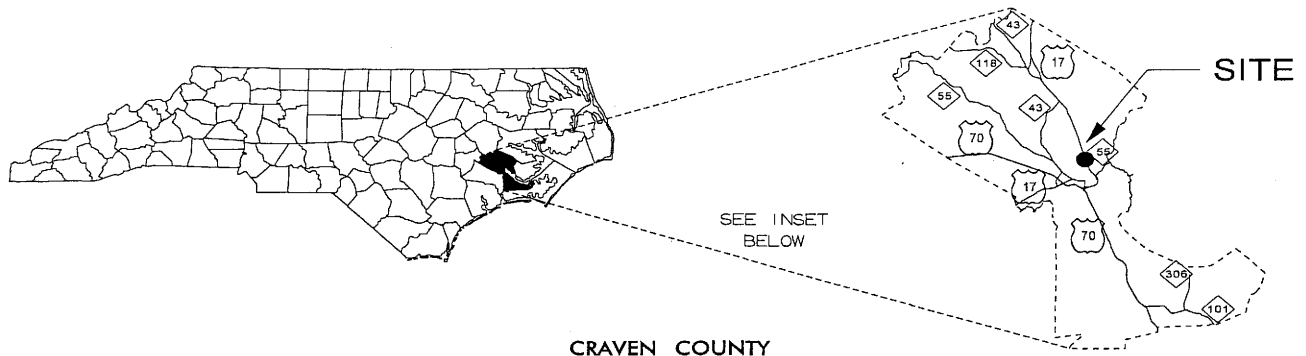 43
118
17
SITE
55
43
70
55
17
SEE INSET
BELOW
70
306
101
CRAVEN COUNTY